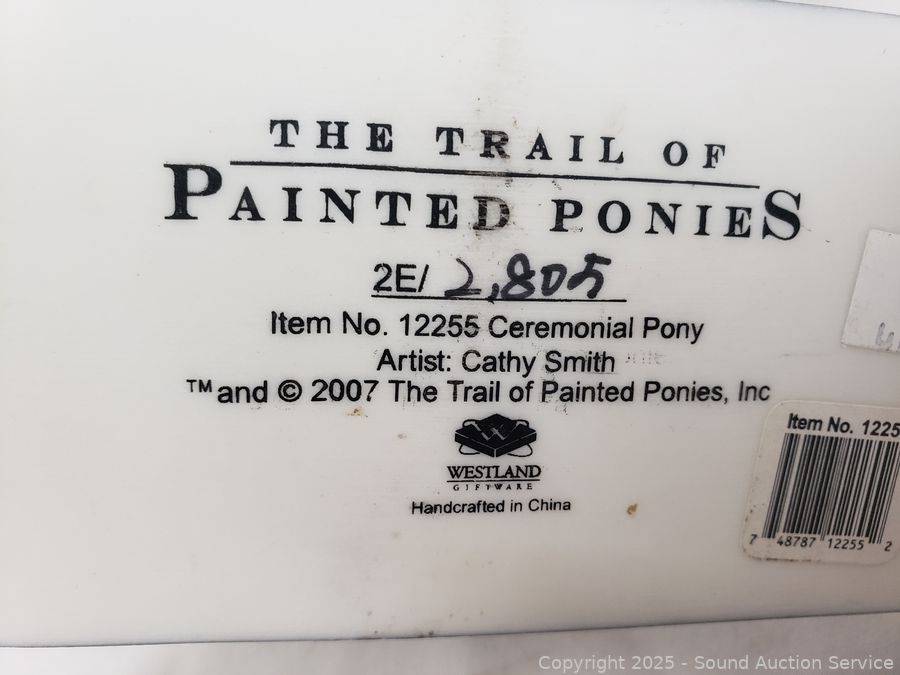 THE TRAIL OF
PAINTED PONIES
2E/ 2,805
Item No. 12255 Ceremonial Pony
Artist: Cathy Smith
™ and © 2007 The Trail of Painted Ponies, Inc
WESTLAND
GIFTWARE
Handcrafted in China
Item No. 1225
7 48787 12255 2
Copyright 2025 - Sound Auction Service